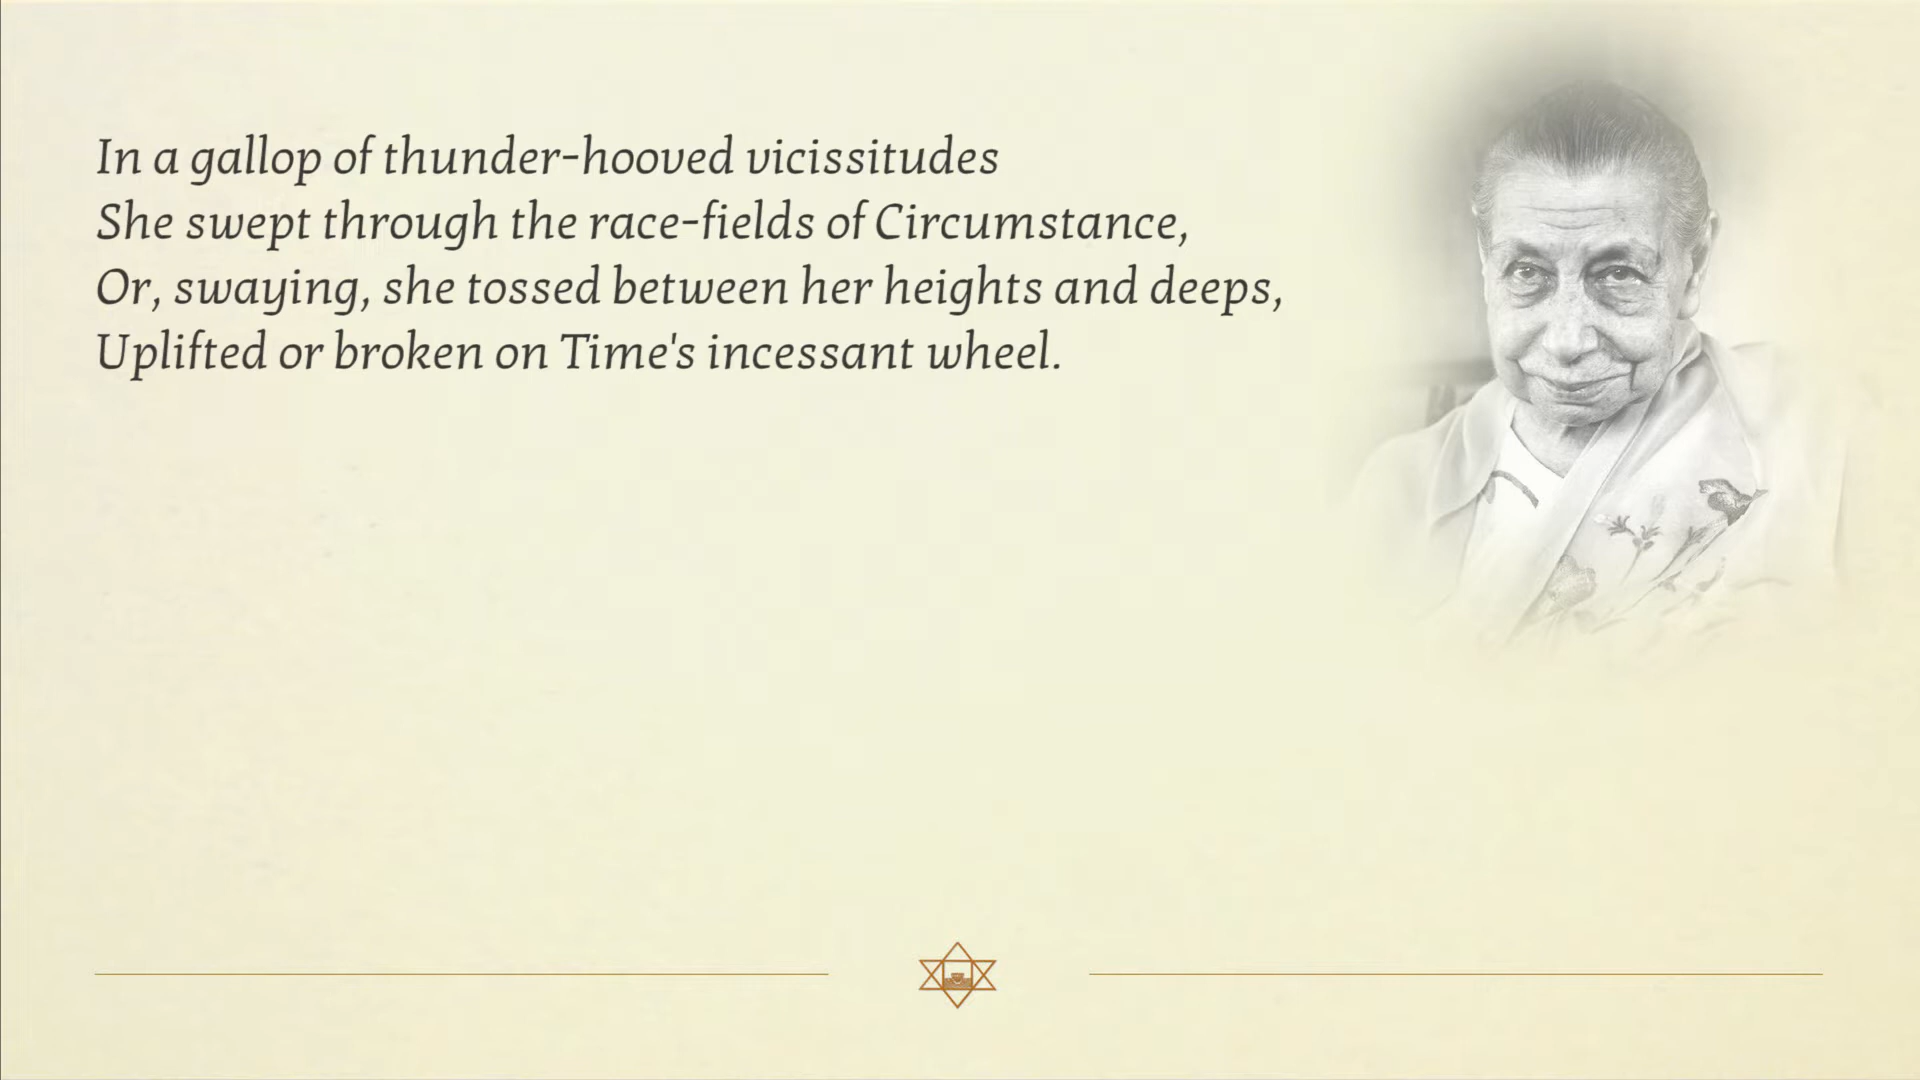 In a gallop of thunder-hooved vicissitudes
She swept through the race-fields of Circumstance,
Or, swaying, she tossed between her heights and deeps,
Uplifted or broken on Time's incessant wheel.